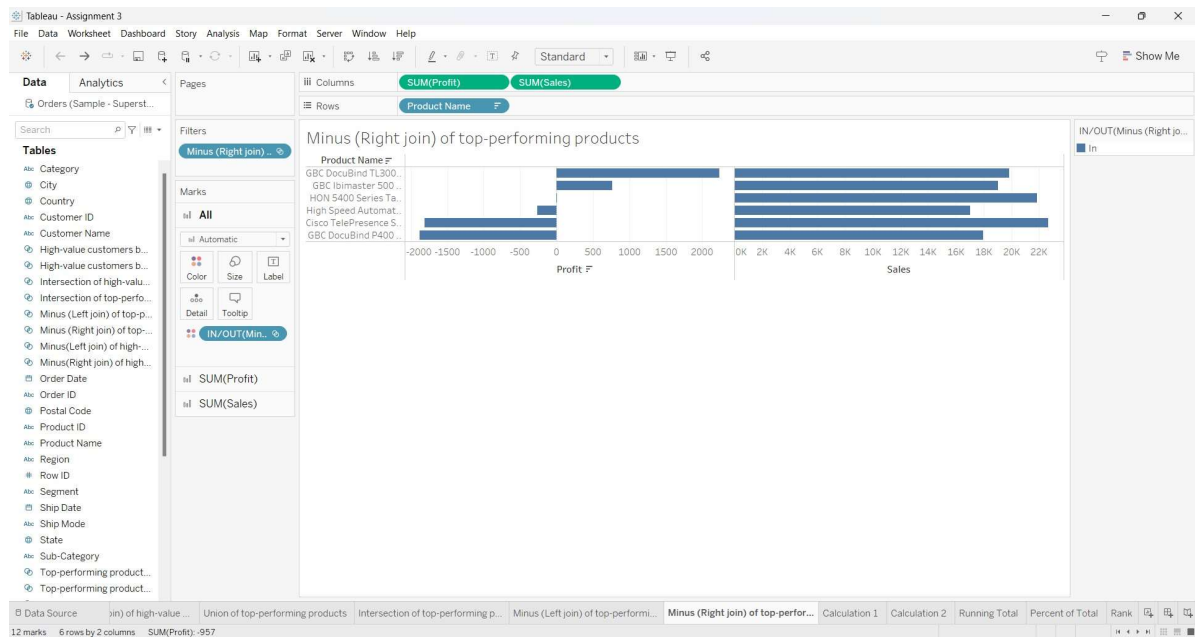 Tableau - Assignment 3
File Data Worksheet Dashboard Story Analysis Map Format Server Window Help
Standard
Show Me
Data Analytics
Orders (Sample - Superst...
Search
Tables
Abc Category
City
Country
Abc Customer ID
Abc Customer Name
High-value customers b...
High-value customers b...
Intersection of high-valu...
Intersection of top-perfo...
Minus (Left join) of top-p...
Minus (Right join) of top-...
Minus(Left join) of high-...
Minus(Right join) of high...
Order Date
Abc Order ID
Postal Code
Abc Product ID
Abc Product Name
Abc Region
# Row ID
Abc Segment
Ship Date
Abc Ship Mode
State
Abc Sub-Category
Top-performing product...
Top-performing product...
Pages
Filters
Minus (Right join) ..
Marks
All
Automatic
Color Size Label
Detail Tooltip
IN/OUT(Min..
SUM(Profit)
SUM(Sales)
Columns SUM(Profit) SUM(Sales)
Rows Product Name
Minus (Right join) of top-performing products
Product Name
GBC DocuBind TL300..
GBC Ibimaster 500 ..
HON 5400 Series Ta..
High Speed Automat..
Cisco TelePresence S..
GBC DocuBind P400 ..
-2000 -1500 -1000 -500 0 500 1000 1500 2000 0K 2K 4K 6K 8K 10K 12K 14K 16K 18K 20K 22K
Profit Sales
IN/OUT(Minus (Right jo...
In
Data Source oin) of high-value ... Union of top-performing products Intersection of top-performing p... Minus (Left join) of top-performi... Minus (Right join) of top-perfor... Calculation 1 Calculation 2 Running Total Percent of Total Rank
12 marks 6 rows by 2 columns SUM(Profit): -957